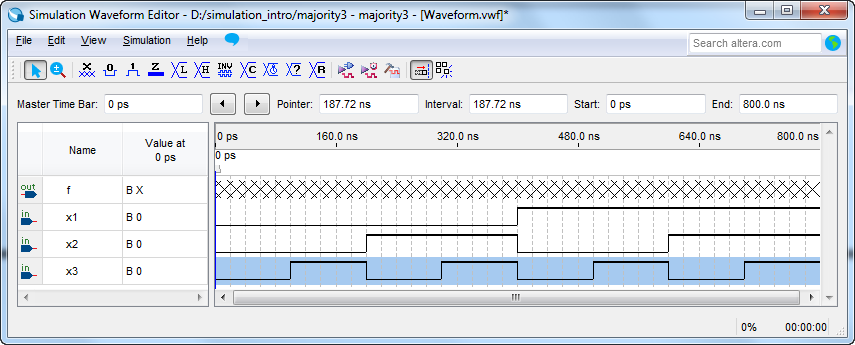 Simulation Waveform Editor - D:/simulation_intro/majority3 - majority3 - [Waveform.vwf]*
File Edit View Simulation Help Search altera.com
X 0 1 Z L H INV C ? R
Master Time Bar: 0 ps Pointer: 187.72 ns Interval: 187.72 ns Start: 0 ps End: 800.0 ns
Name Value at 0 ps 0 ps 160.0 ns 320.0 ns 480.0 ns 640.0 ns 800.0 ns
0 ps
out f B X
in x1 B 0
in x2 B 0
in x3 B 0
0% 00:00:00